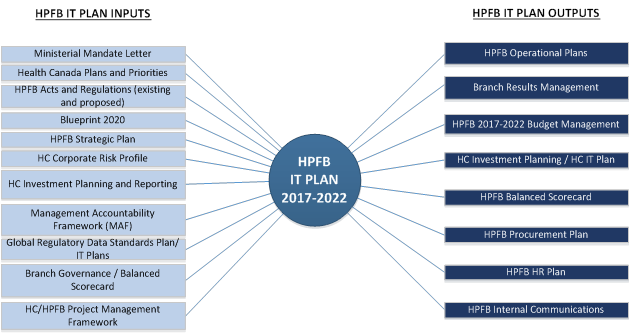 HPFB IT PLAN INPUTS
Ministerial Mandate Letter
Health Canada Plans and Priorities
HPFB Acts and Regulations (existing
and proposed)
Blueprint 2020
HPFB Strategic Plan
HC Corporate Risk Profile
HC Investment Planning and Reporting
Management Accountability
Framework (MAF)
Global Regulatory Data Standards Plan/
IT Plans
Branch Governance / Balanced
Scorecard
HC/HPFB Project Management
Framework
HPFB
IT PLAN
2017-2022
HPFB IT PLAN OUTPUTS
HPFB Operational Plans
Branch Results Management
HPFB 2017-2022 Budget Management
HC Investment Planning / HC IT Plan
HPFB Balanced Scorecard
HPFB Procurement Plan
HPFB HR Plan
HPFB Internal Communications